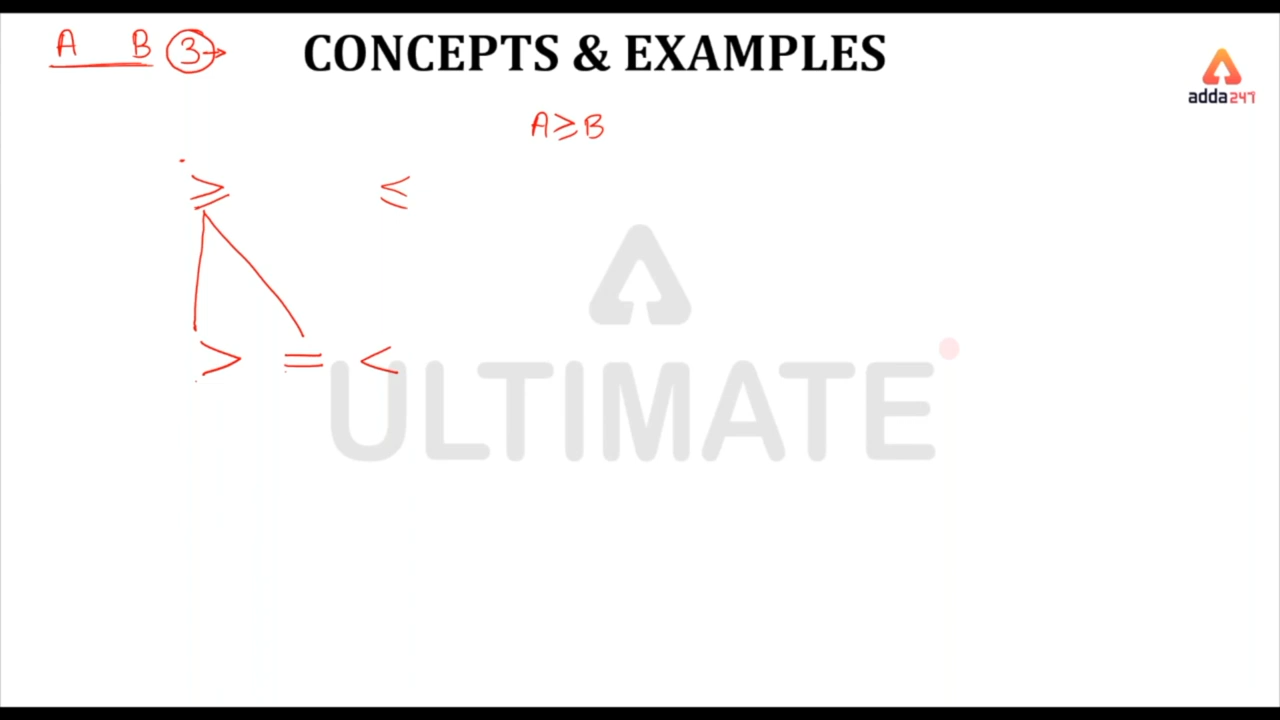 A B ③→
CONCEPTS & EXAMPLES
adda247
A ≥ B
≥ ≤
> = <
ULTIMATE